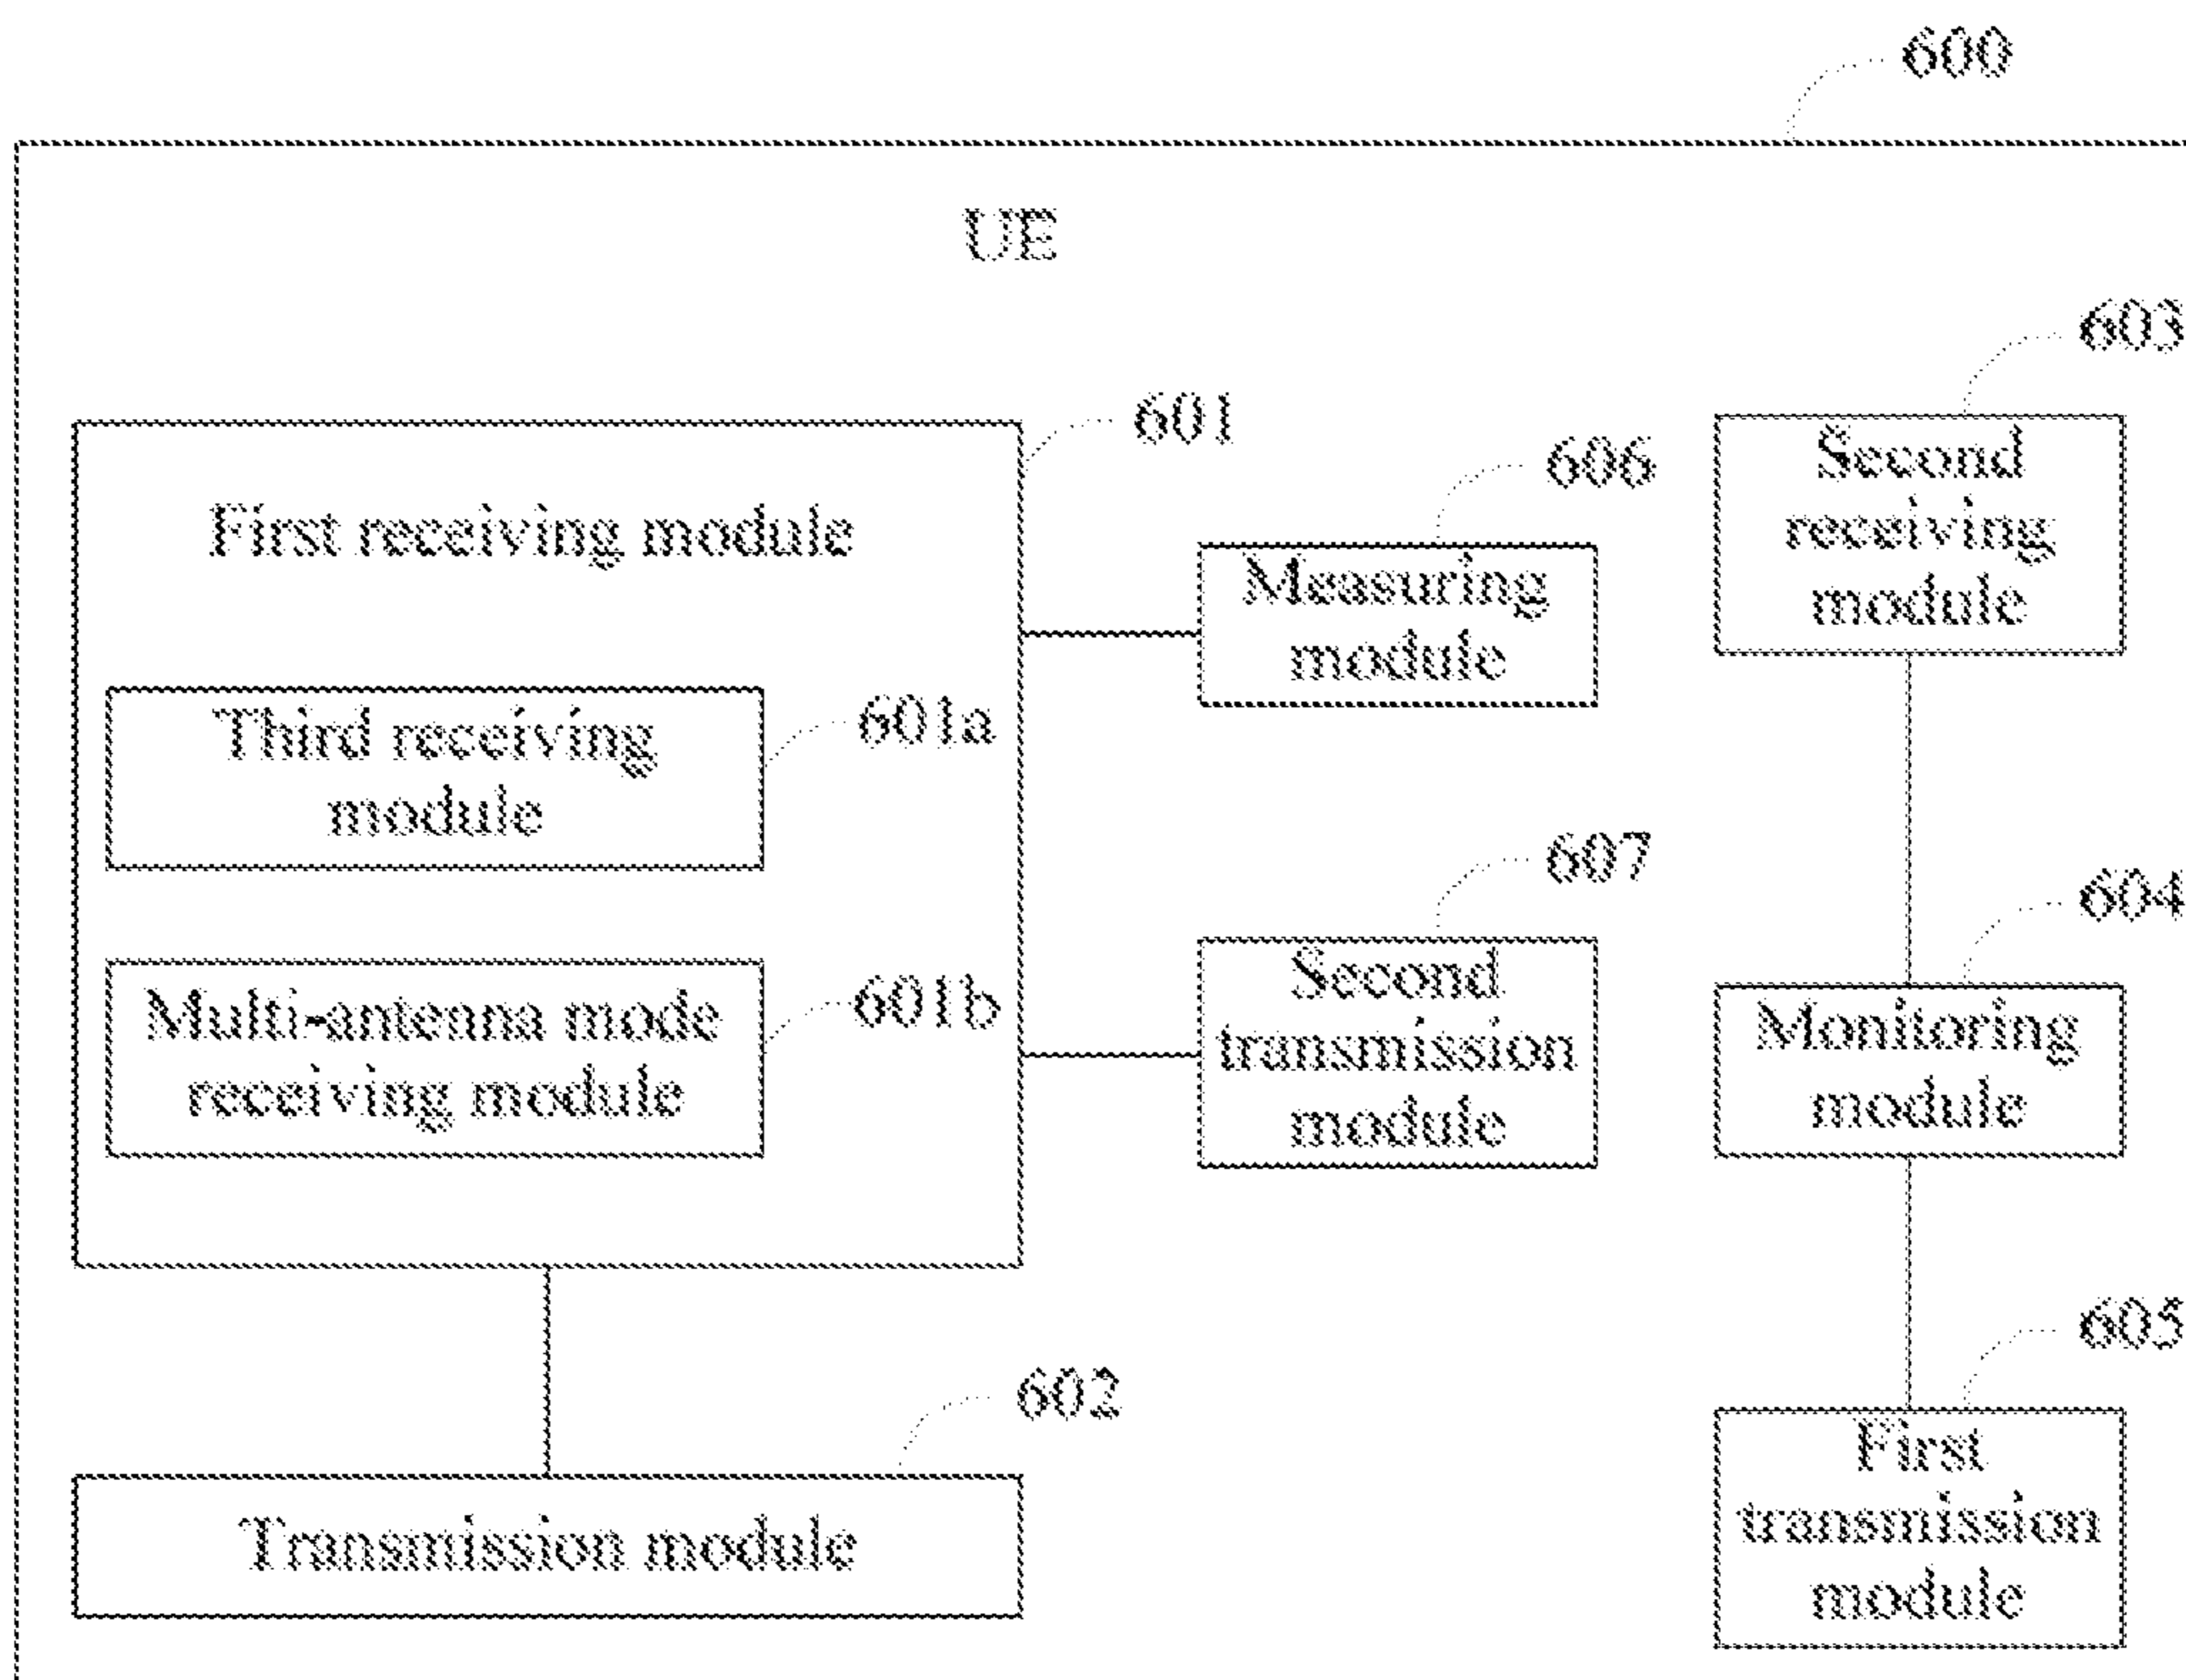 600
UE
603
601
606
Second
receiving
module
First receiving module
Measuring
module
Third receiving
module
601a
607
604
Multi-antenna mode
receiving module
601b
Second
transmission
module
Monitoring
module
605
602
First
transmission
module
Transmission module